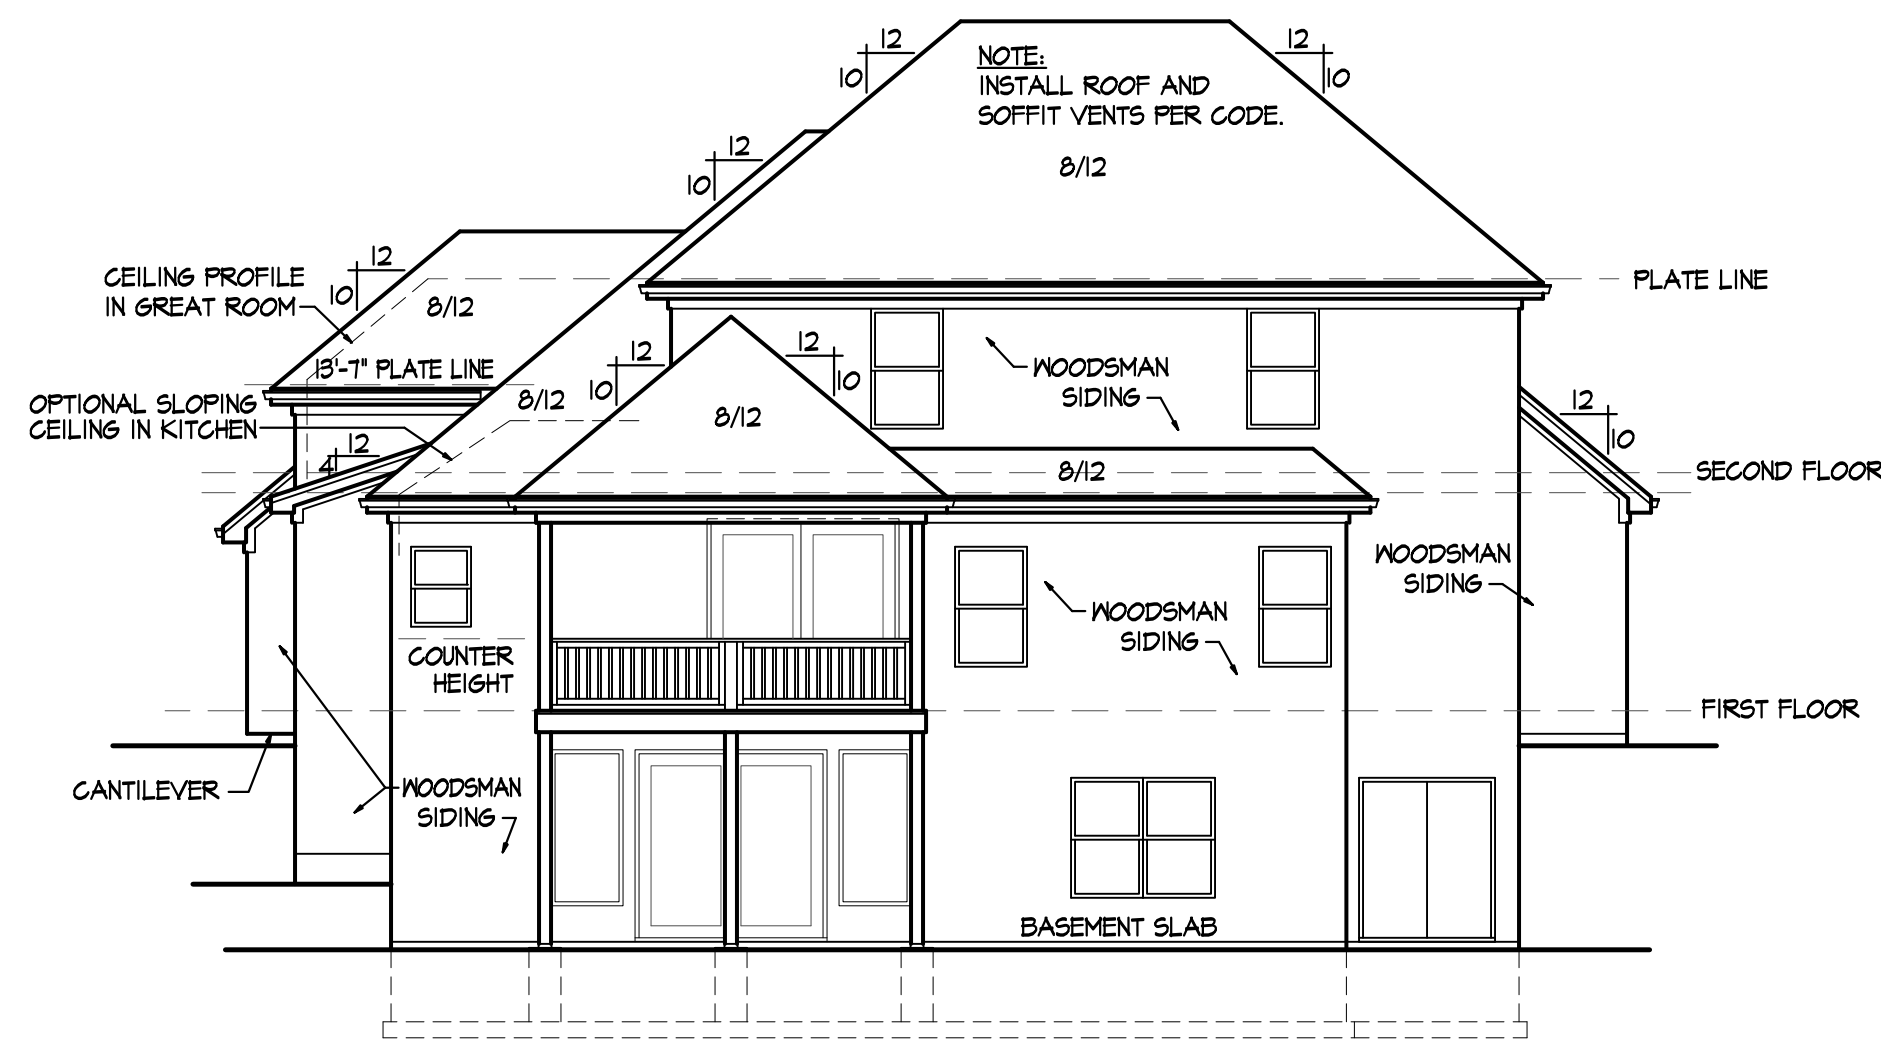 12
10
NOTE:
INSTALL ROOF AND
SOFFIT VENTS PER CODE.
12
10
8/12
12
10
12
10
CEILING PROFILE
IN GREAT ROOM
8/12
PLATE LINE
13'-7" PLATE LINE
12
10
12
10
WOODSMAN
SIDING
OPTIONAL SLOPING
CEILING IN KITCHEN
8/12
8/12
12
10
12
4
8/12
SECOND FLOOR
WOODSMAN
SIDING
WOODSMAN
SIDING
COUNTER
HEIGHT
FIRST FLOOR
CANTILEVER
WOODSMAN
SIDING
BASEMENT SLAB